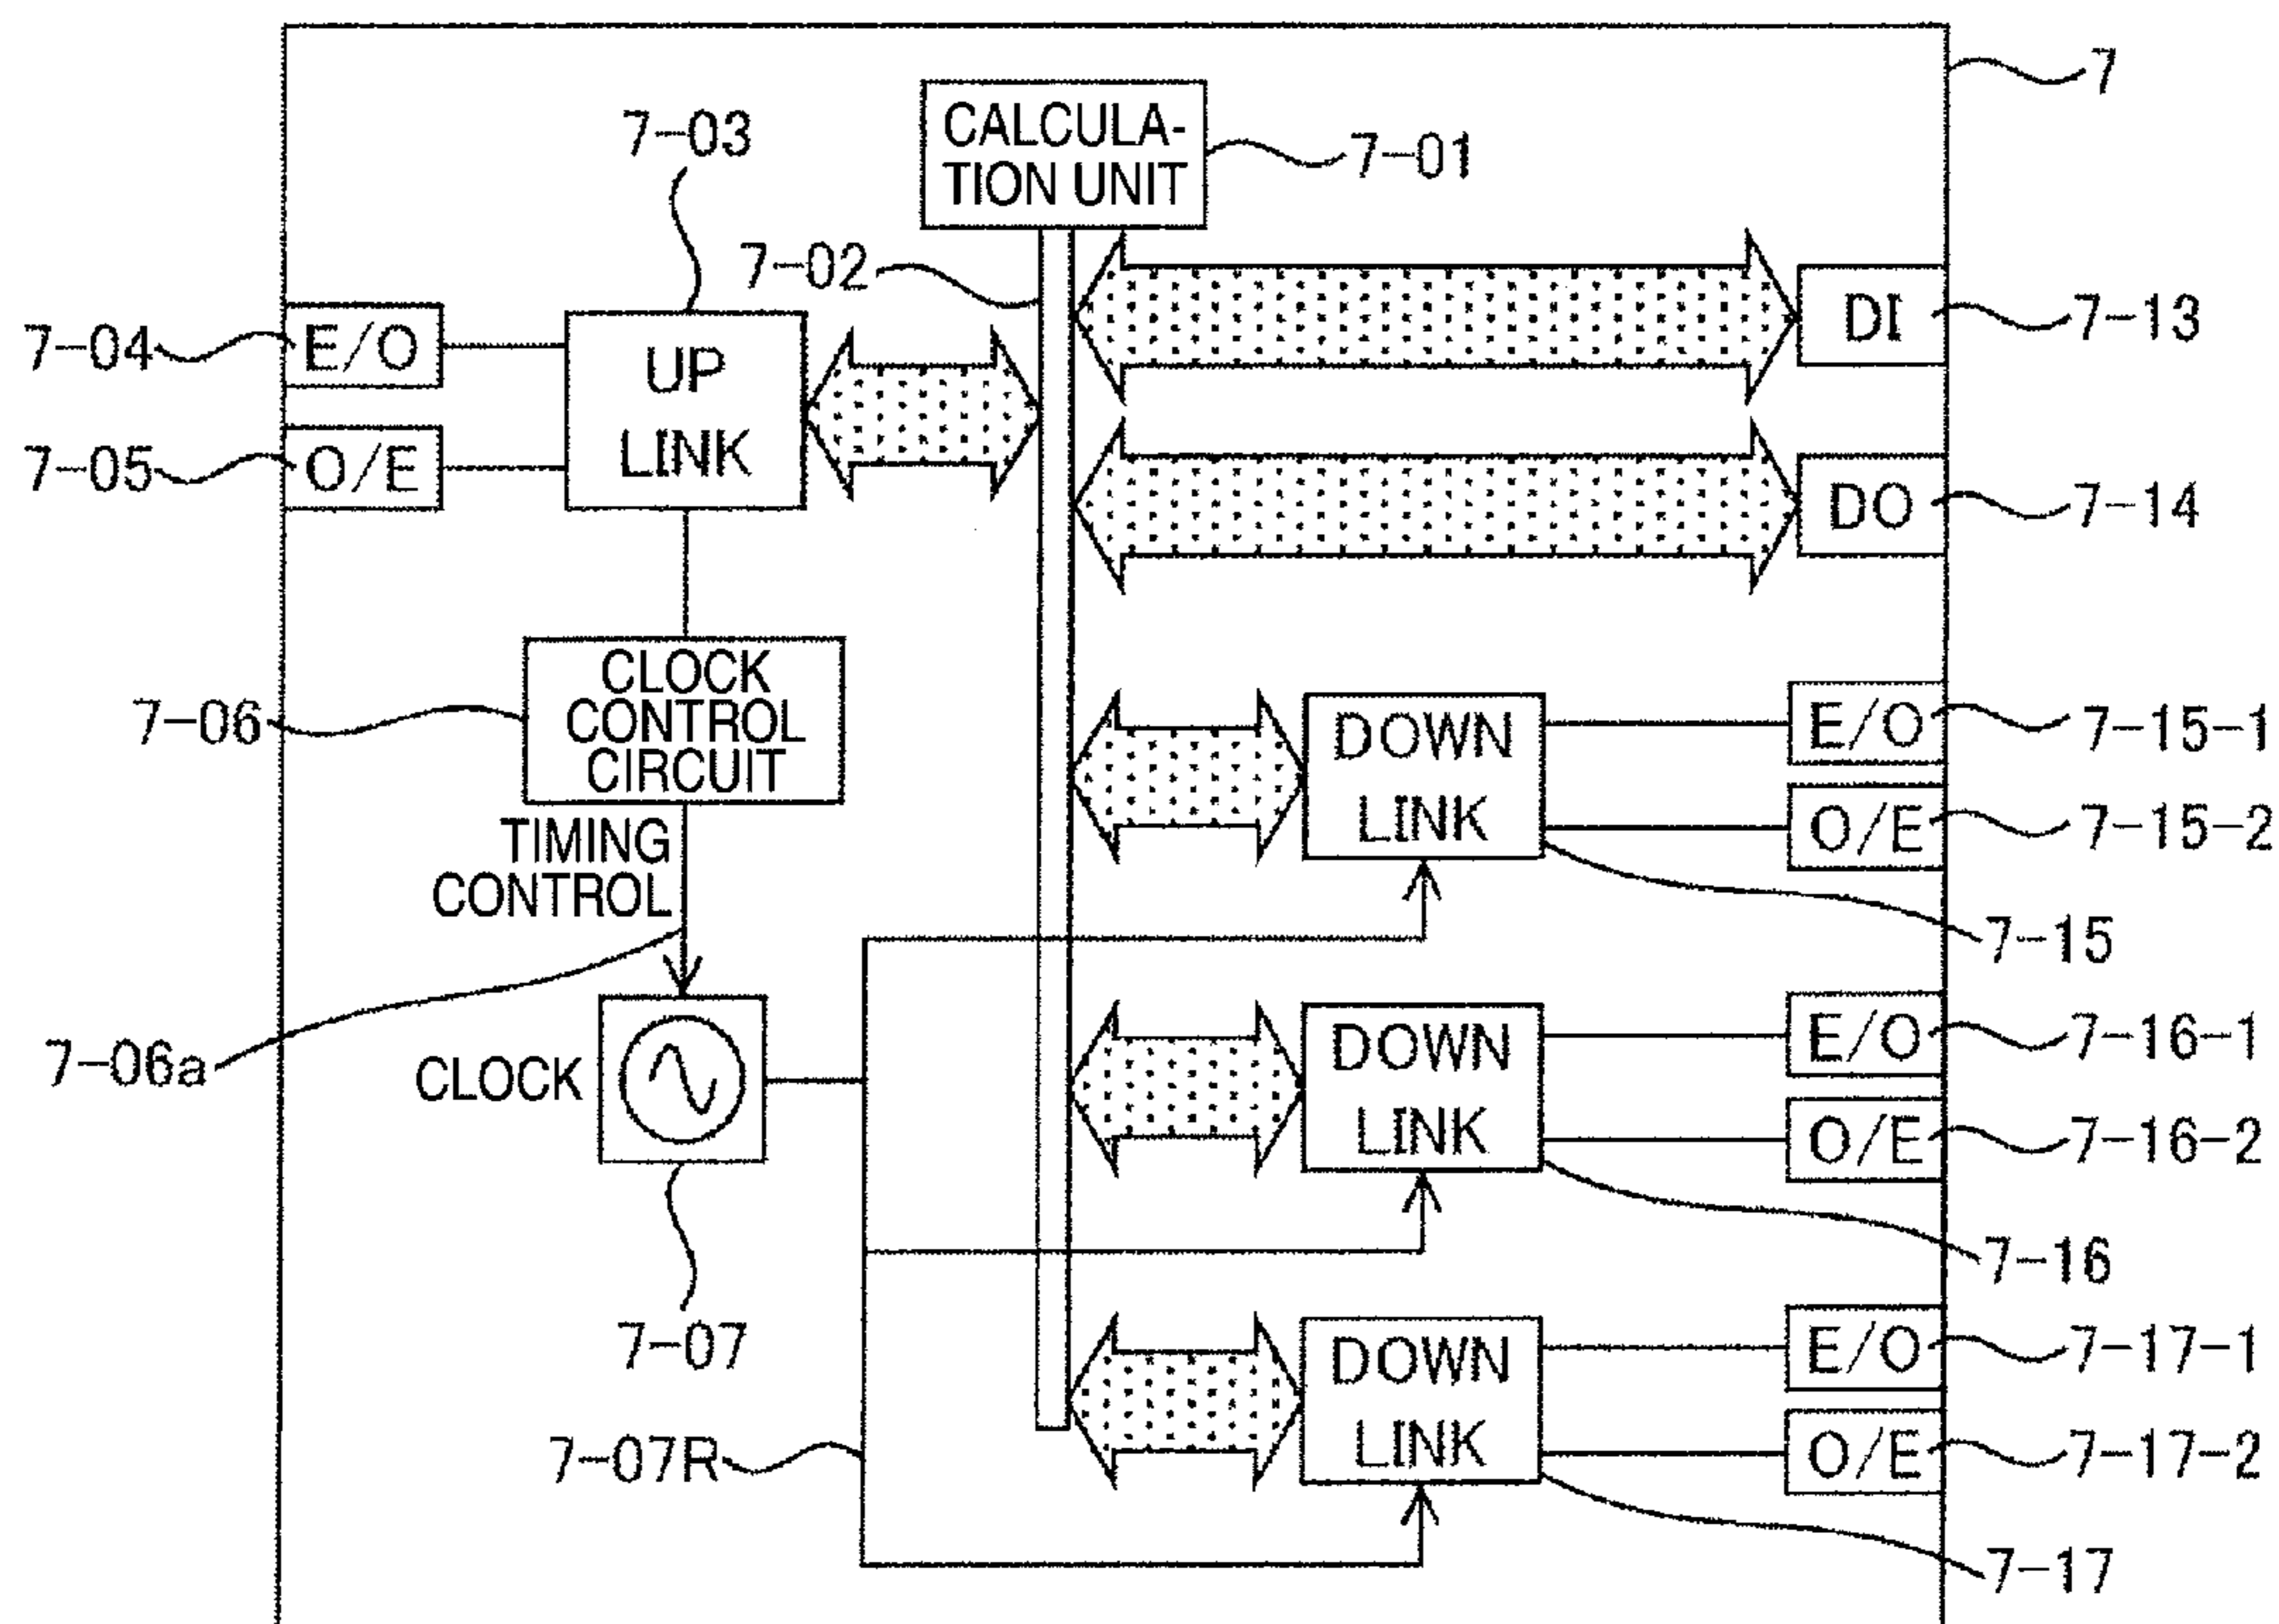 7
CALCULA-
TION UNIT
7-01
7-03
7-02
7-04
E/O
UP
LINK
DI
7-13
7-05
O/E
DO
7-14
CLOCK
CONTROL
CIRCUIT
7-06
TIMING
CONTROL
DOWN
LINK
E/O
7-15-1
O/E
7-15-2
7-15
7-06a
CLOCK
7-07
DOWN
LINK
E/O
7-16-1
O/E
7-16-2
7-16
7-07R
DOWN
LINK
E/O
7-17-1
O/E
7-17-2
7-17